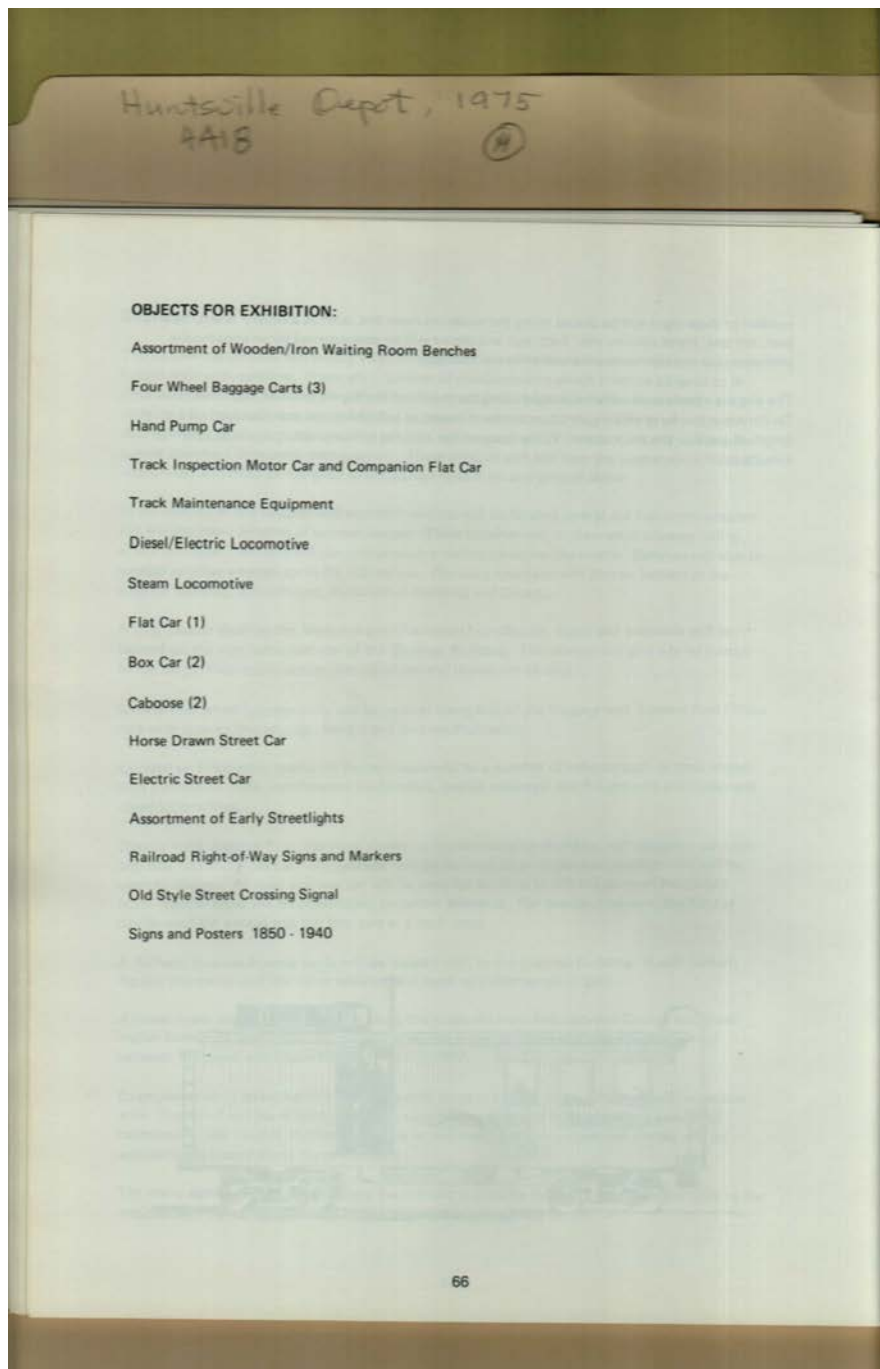 Huntsville Depot, 1975
4418 H
OBJECTS FOR EXHIBITION:
Assortment of Wooden/Iron Waiting Room Benches
Four Wheel Baggage Carts (3)
Hand Pump Car
Track Inspection Motor Car and Companion Flat Car
Track Maintenance Equipment
Diesel/Electric Locomotive
Steam Locomotive
Flat Car (1)
Box Car (2)
Caboose (2)
Horse Drawn Street Car
Electric Street Car
Assortment of Early Streetlights
Railroad Right-of-Way Signs and Markers
Old Style Street Crossing Signal
Signs and Posters 1850 - 1940
66